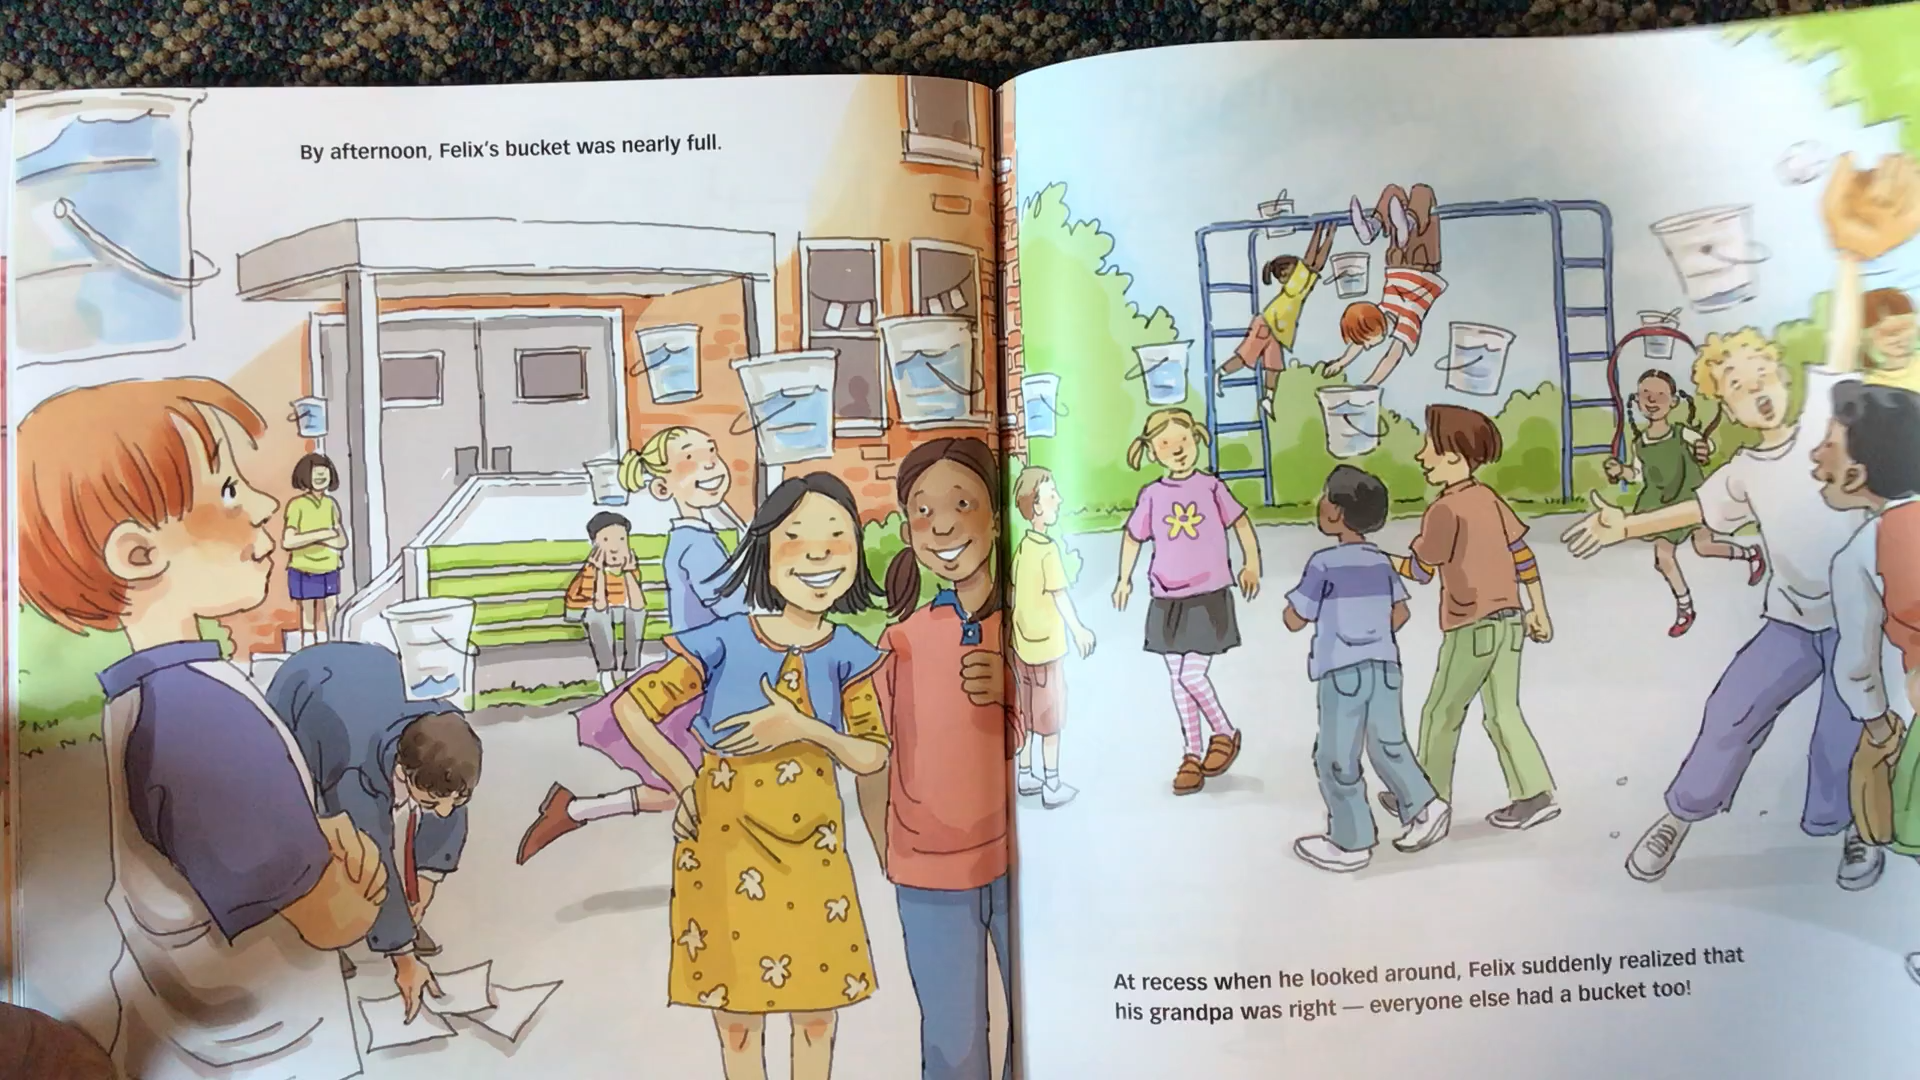 By afternoon, Felix's bucket was nearly full.
At recess when he looked around, Felix suddenly realized that
his grandpa was right — everyone else had a bucket too!